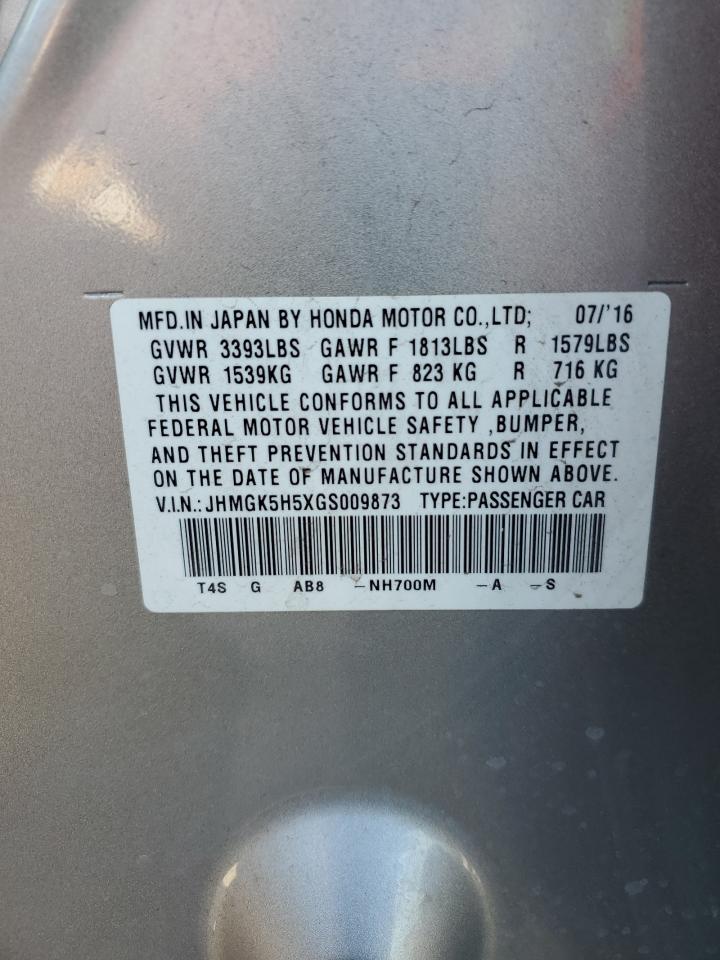 MFD.IN JAPAN BY HONDA MOTOR CO.,LTD; 07/'16
GVWR 3393LBS GAWR F 1813LBS R 1579LBS
GVWR 1539KG GAWR F 823 KG R 716 KG
THIS VEHICLE CONFORMS TO ALL APPLICABLE
FEDERAL MOTOR VEHICLE SAFETY ,BUMPER,
AND THEFT PREVENTION STANDARDS IN EFFECT
ON THE DATE OF MANUFACTURE SHOWN ABOVE.
V.I.N.:JHMGK5H5XGS009873 TYPE:PASSENGER CAR
T4S G AB8 -NH700M -A -S